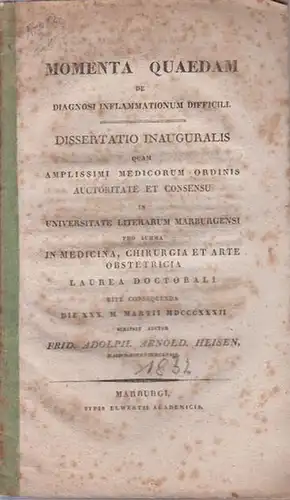 MOMENTA QUAEDAM
DE
DIAGNOSI INFLAMMATIONUM DIFFICILI.
DISSERTATIO INAUGURALIS
QUAM
AMPLISSIMI MEDICORUM ORDINIS
AUCTORITATE ET CONSENSU
IN
UNIVERSITATE LITERARUM MARBURGENSI
PRO SUMMA
IN MEDICINA, CHIRURGIA ET ARTE
OBSTETRICIA
LAUREA DOCTORALI
RITE CONSEQUENDA
DIE XXX. M. MARTII MDCCCXXXII
SCRIPSIT AUCTOR
FRID. ADOLPH. ARNOLD. HEISEN,
1832
MARBURGI,
TYPIS ELWERTII ACADEMICIS.